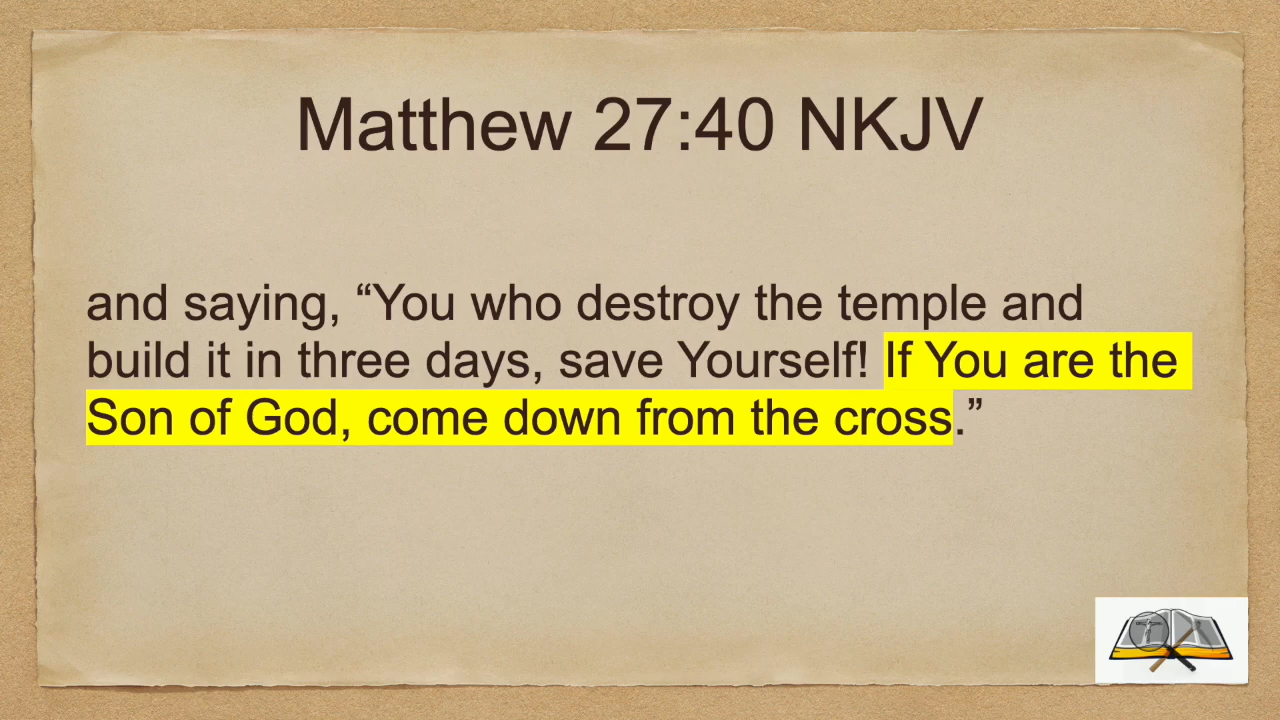 Matthew 27:40 NKJV
and saying, “You who destroy the temple and
build it in three days, save Yourself! If You are the
Son of God, come down from the cross.”